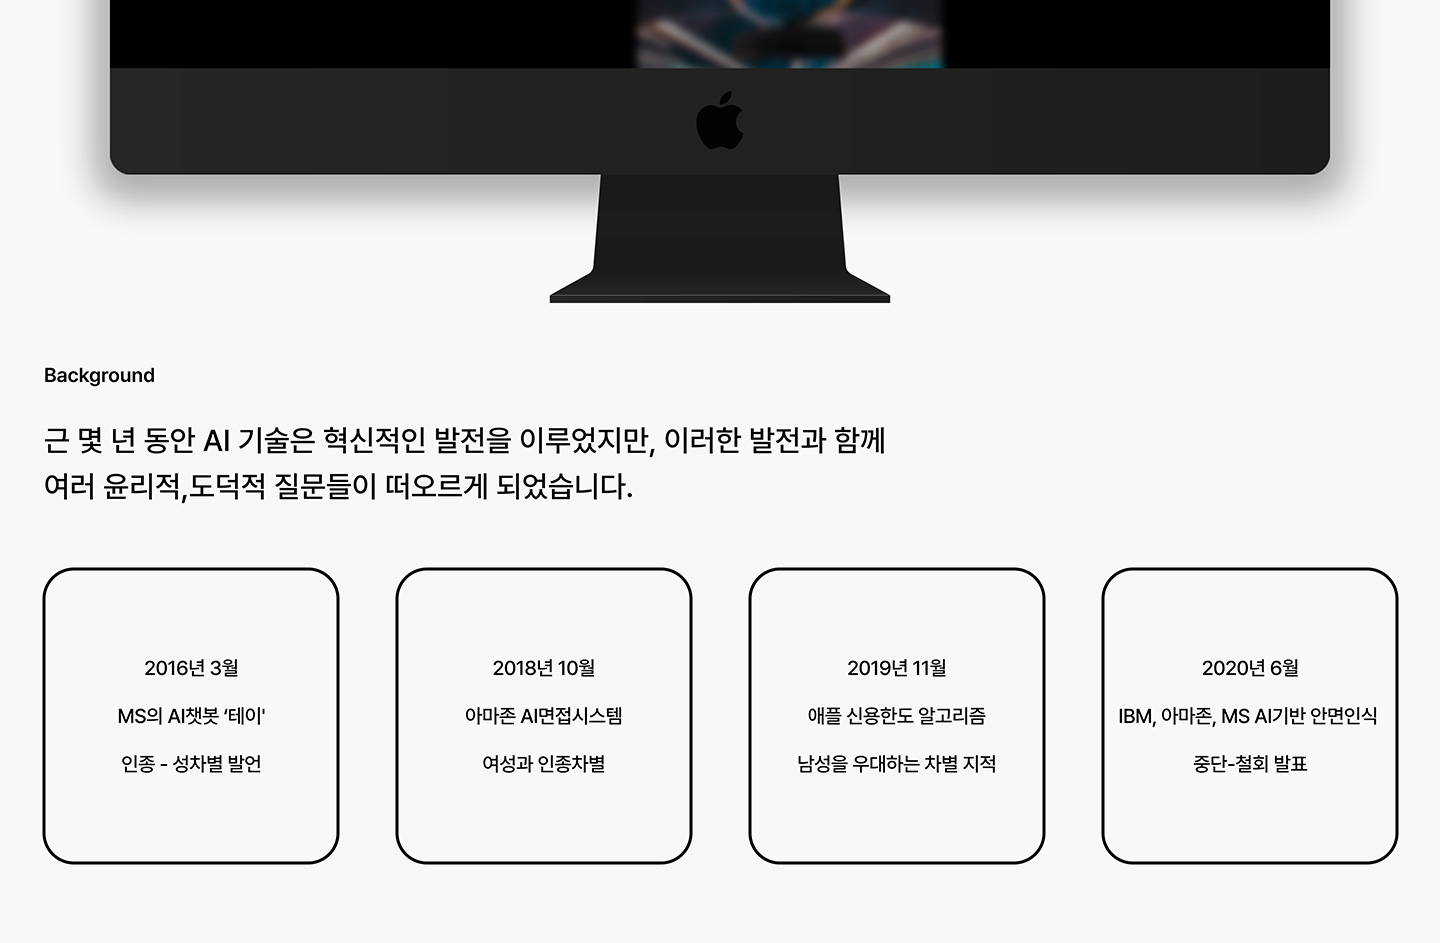 Background
근 몇 년 동안 AI 기술은 혁신적인 발전을 이루었지만, 이러한 발전과 함께
여러 윤리적,도덕적 질문들이 떠오르게 되었습니다.
2016년 3월
MS의 AI챗봇 ‘테이'
인종 - 성차별 발언
2018년 10월
아마존 AI면접시스템
여성과 인종차별
2019년 11월
애플 신용한도 알고리즘
남성을 우대하는 차별 지적
2020년 6월
IBM, 아마존, MS AI기반 안면인식
중단-철회 발표